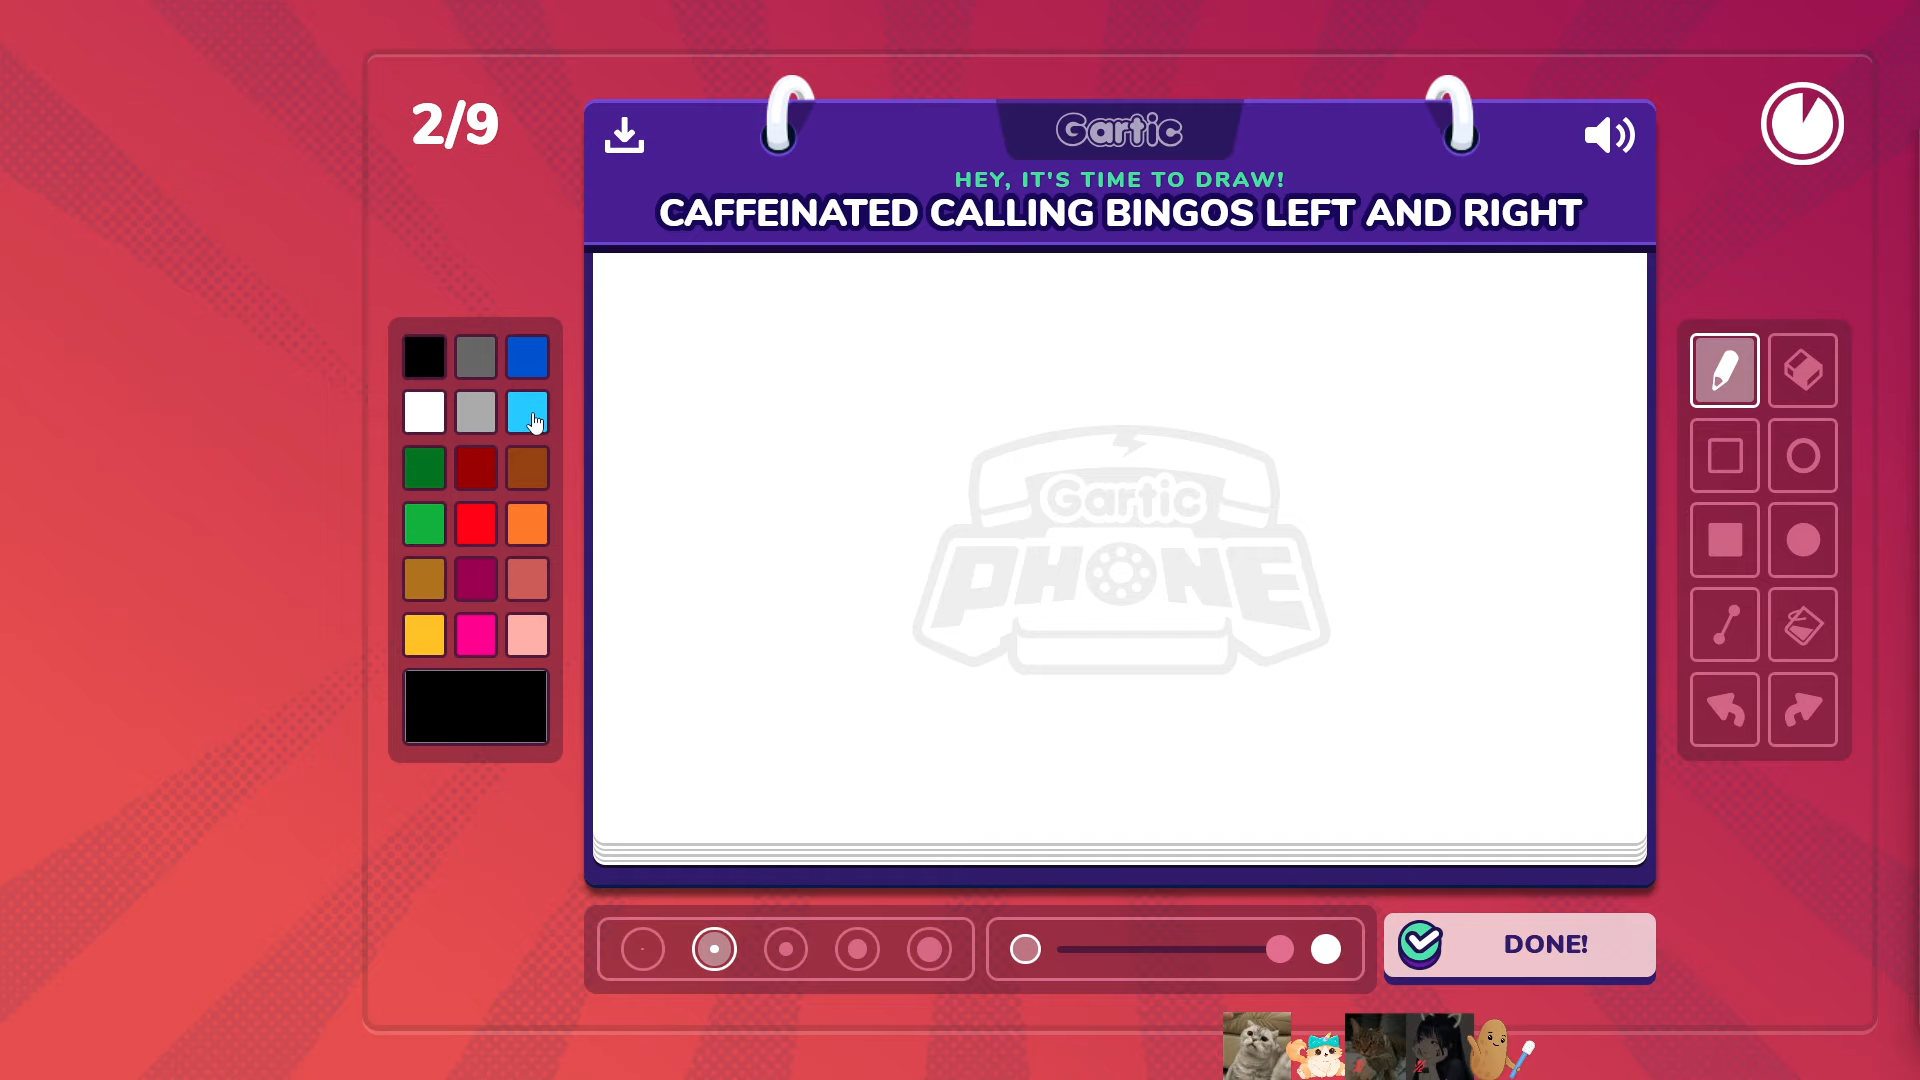 2/9
Gartic
HEY, IT'S TIME TO DRAW!
CAFFEINATED CALLING BINGOS LEFT AND RIGHT
Gartic
PHONE
DONE!